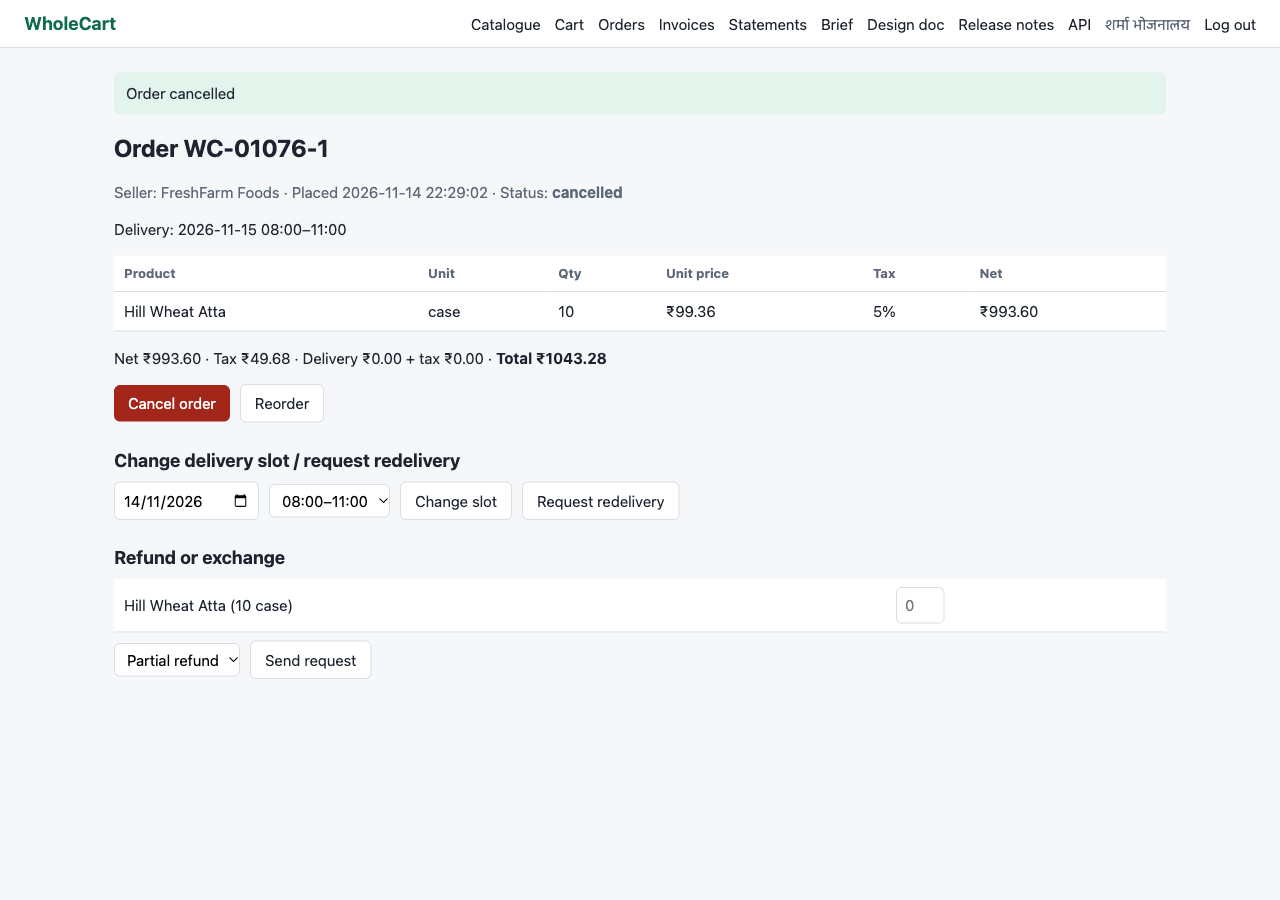 WholeCart Catalogue Cart Orders Invoices Statements Brief Design doc Release notes API शर्मा भोजनालय Log out
Order cancelled
Order WC-01076-1
Seller: FreshFarm Foods · Placed 2026-11-14 22:29:02 · Status: cancelled
Delivery: 2026-11-15 08:00–11:00
Product Unit Qty Unit price Tax Net
Hill Wheat Atta case 10 ₹99.36 5% ₹993.60
Net ₹993.60 · Tax ₹49.68 · Delivery ₹0.00 + tax ₹0.00 · Total ₹1043.28
Cancel order Reorder
Change delivery slot / request redelivery
14/11/2026 08:00–11:00 Change slot Request redelivery
Refund or exchange
Hill Wheat Atta (10 case) 0
Partial refund Send request